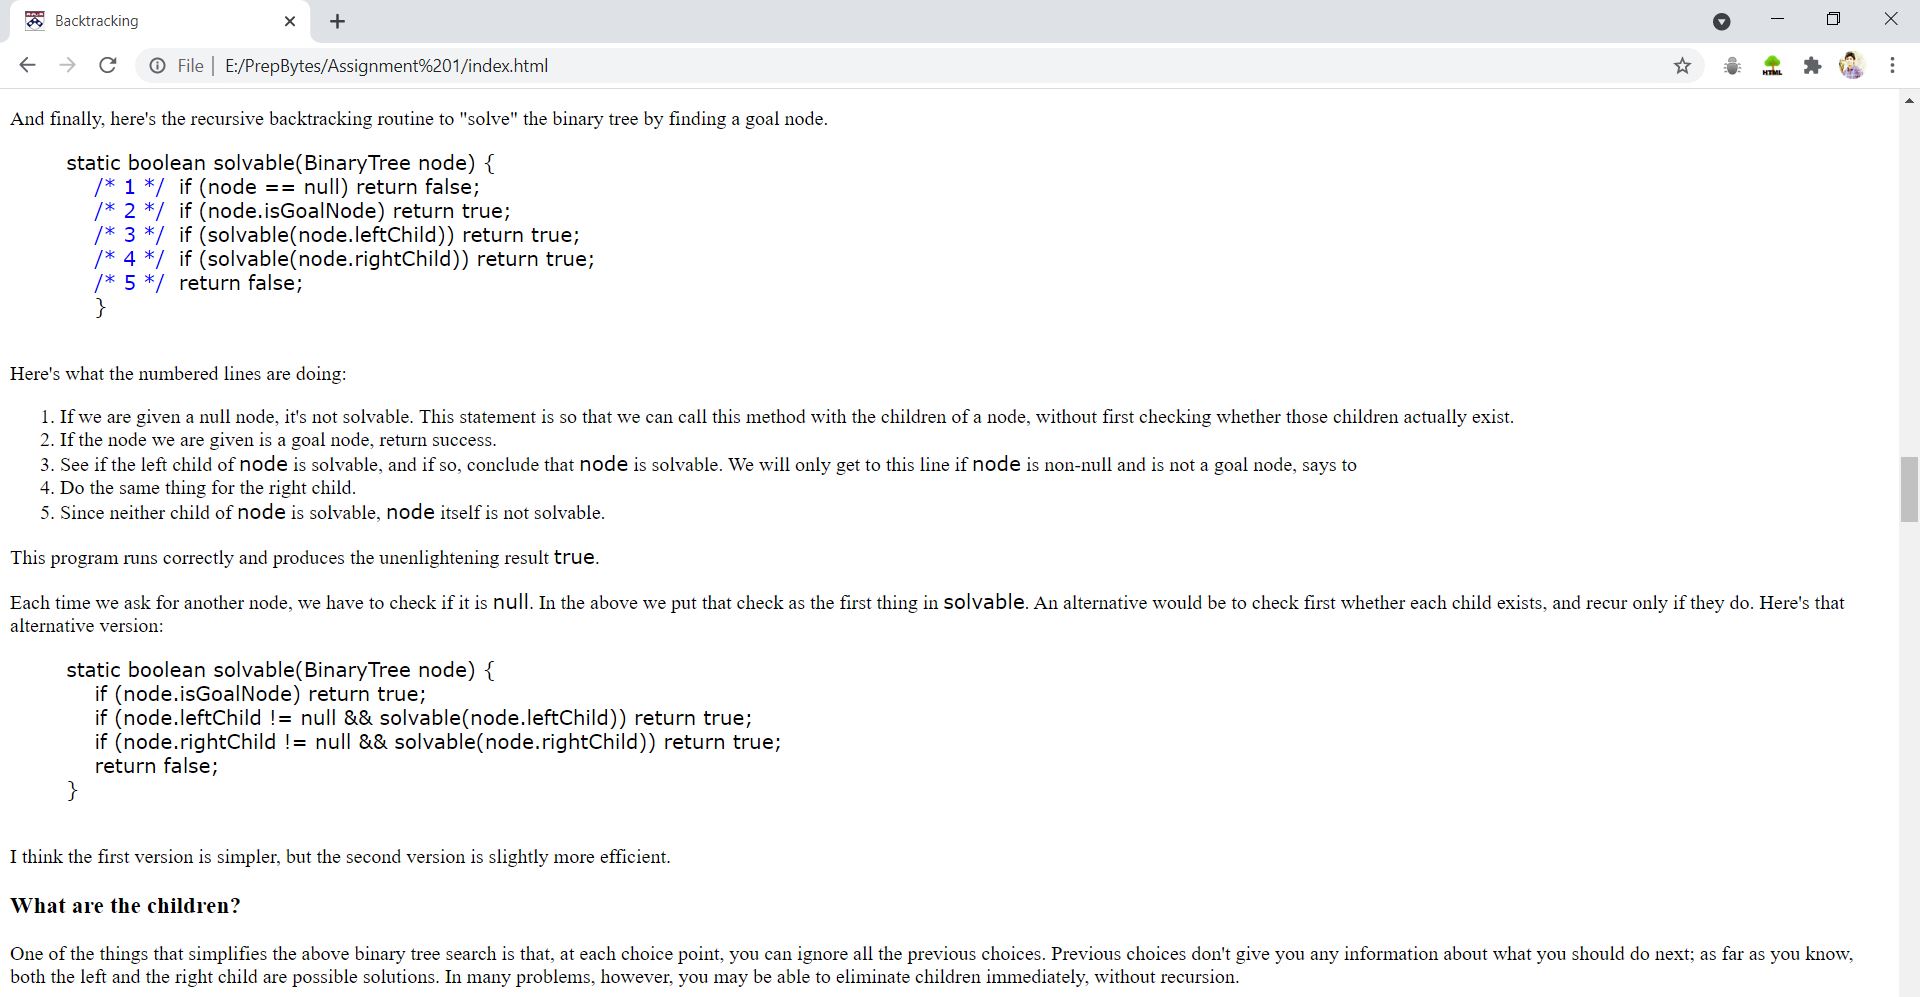 Backtracking
File | E:/PrepBytes/Assignment%201/index.html
HTML
And finally, here's the recursive backtracking routine to "solve" the binary tree by finding a goal node.
static boolean solvable(BinaryTree node) {
/* 1 */ if (node == null) return false;
/* 2 */ if (node.isGoalNode) return true;
/* 3 */ if (solvable(node.leftChild)) return true;
/* 4 */ if (solvable(node.rightChild)) return true;
/* 5 */ return false;
}
Here's what the numbered lines are doing:
1. If we are given a null node, it's not solvable. This statement is so that we can call this method with the children of a node, without first checking whether those children actually exist.
2. If the node we are given is a goal node, return success.
3. See if the left child of node is solvable, and if so, conclude that node is solvable. We will only get to this line if node is non-null and is not a goal node, says to
4. Do the same thing for the right child.
5. Since neither child of node is solvable, node itself is not solvable.
This program runs correctly and produces the unenlightening result true.
Each time we ask for another node, we have to check if it is null. In the above we put that check as the first thing in solvable. An alternative would be to check first whether each child exists, and recur only if they do. Here's that
alternative version:
static boolean solvable(BinaryTree node) {
if (node.isGoalNode) return true;
if (node.leftChild != null && solvable(node.leftChild)) return true;
if (node.rightChild != null && solvable(node.rightChild)) return true;
return false;
}
I think the first version is simpler, but the second version is slightly more efficient.
What are the children?
One of the things that simplifies the above binary tree search is that, at each choice point, you can ignore all the previous choices. Previous choices don't give you any information about what you should do next; as far as you know,
both the left and the right child are possible solutions. In many problems, however, you may be able to eliminate children immediately, without recursion.